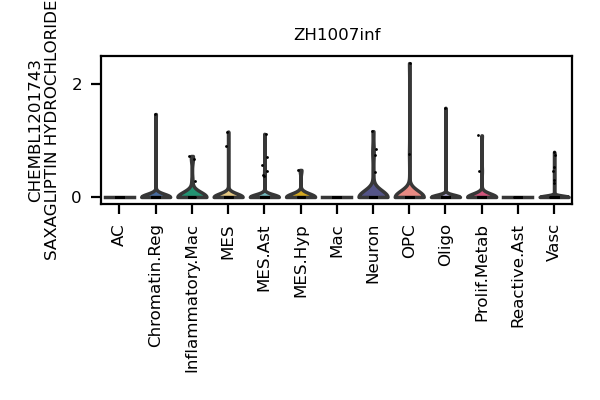 ZH1007inf
CHEMBL1201743
SAXAGLIPTIN HYDROCHLORIDE
2
0
AC
Chromatin.Reg
Inflammatory.Mac
MES
MES.Ast
MES.Hyp
Mac
Neuron
OPC
Oligo
Prolif.Metab
Reactive.Ast
Vasc